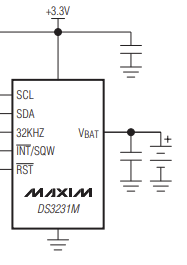 +3.3V
SCL
SDA
32KHZ
VBAT
INT/SQW
RST
+
MAXIM
DS3231M